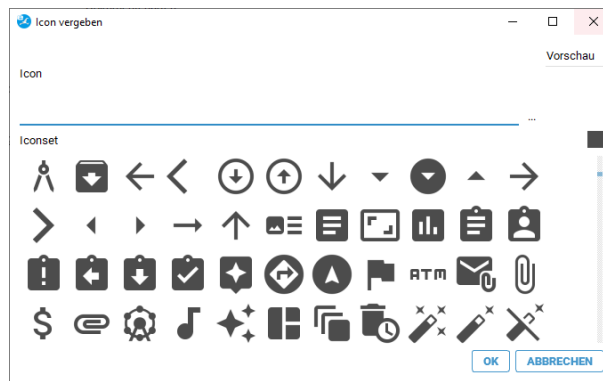 Icon vergeben
Vorschau
Icon
...
Iconset
ATM
OK
ABBRECHEN